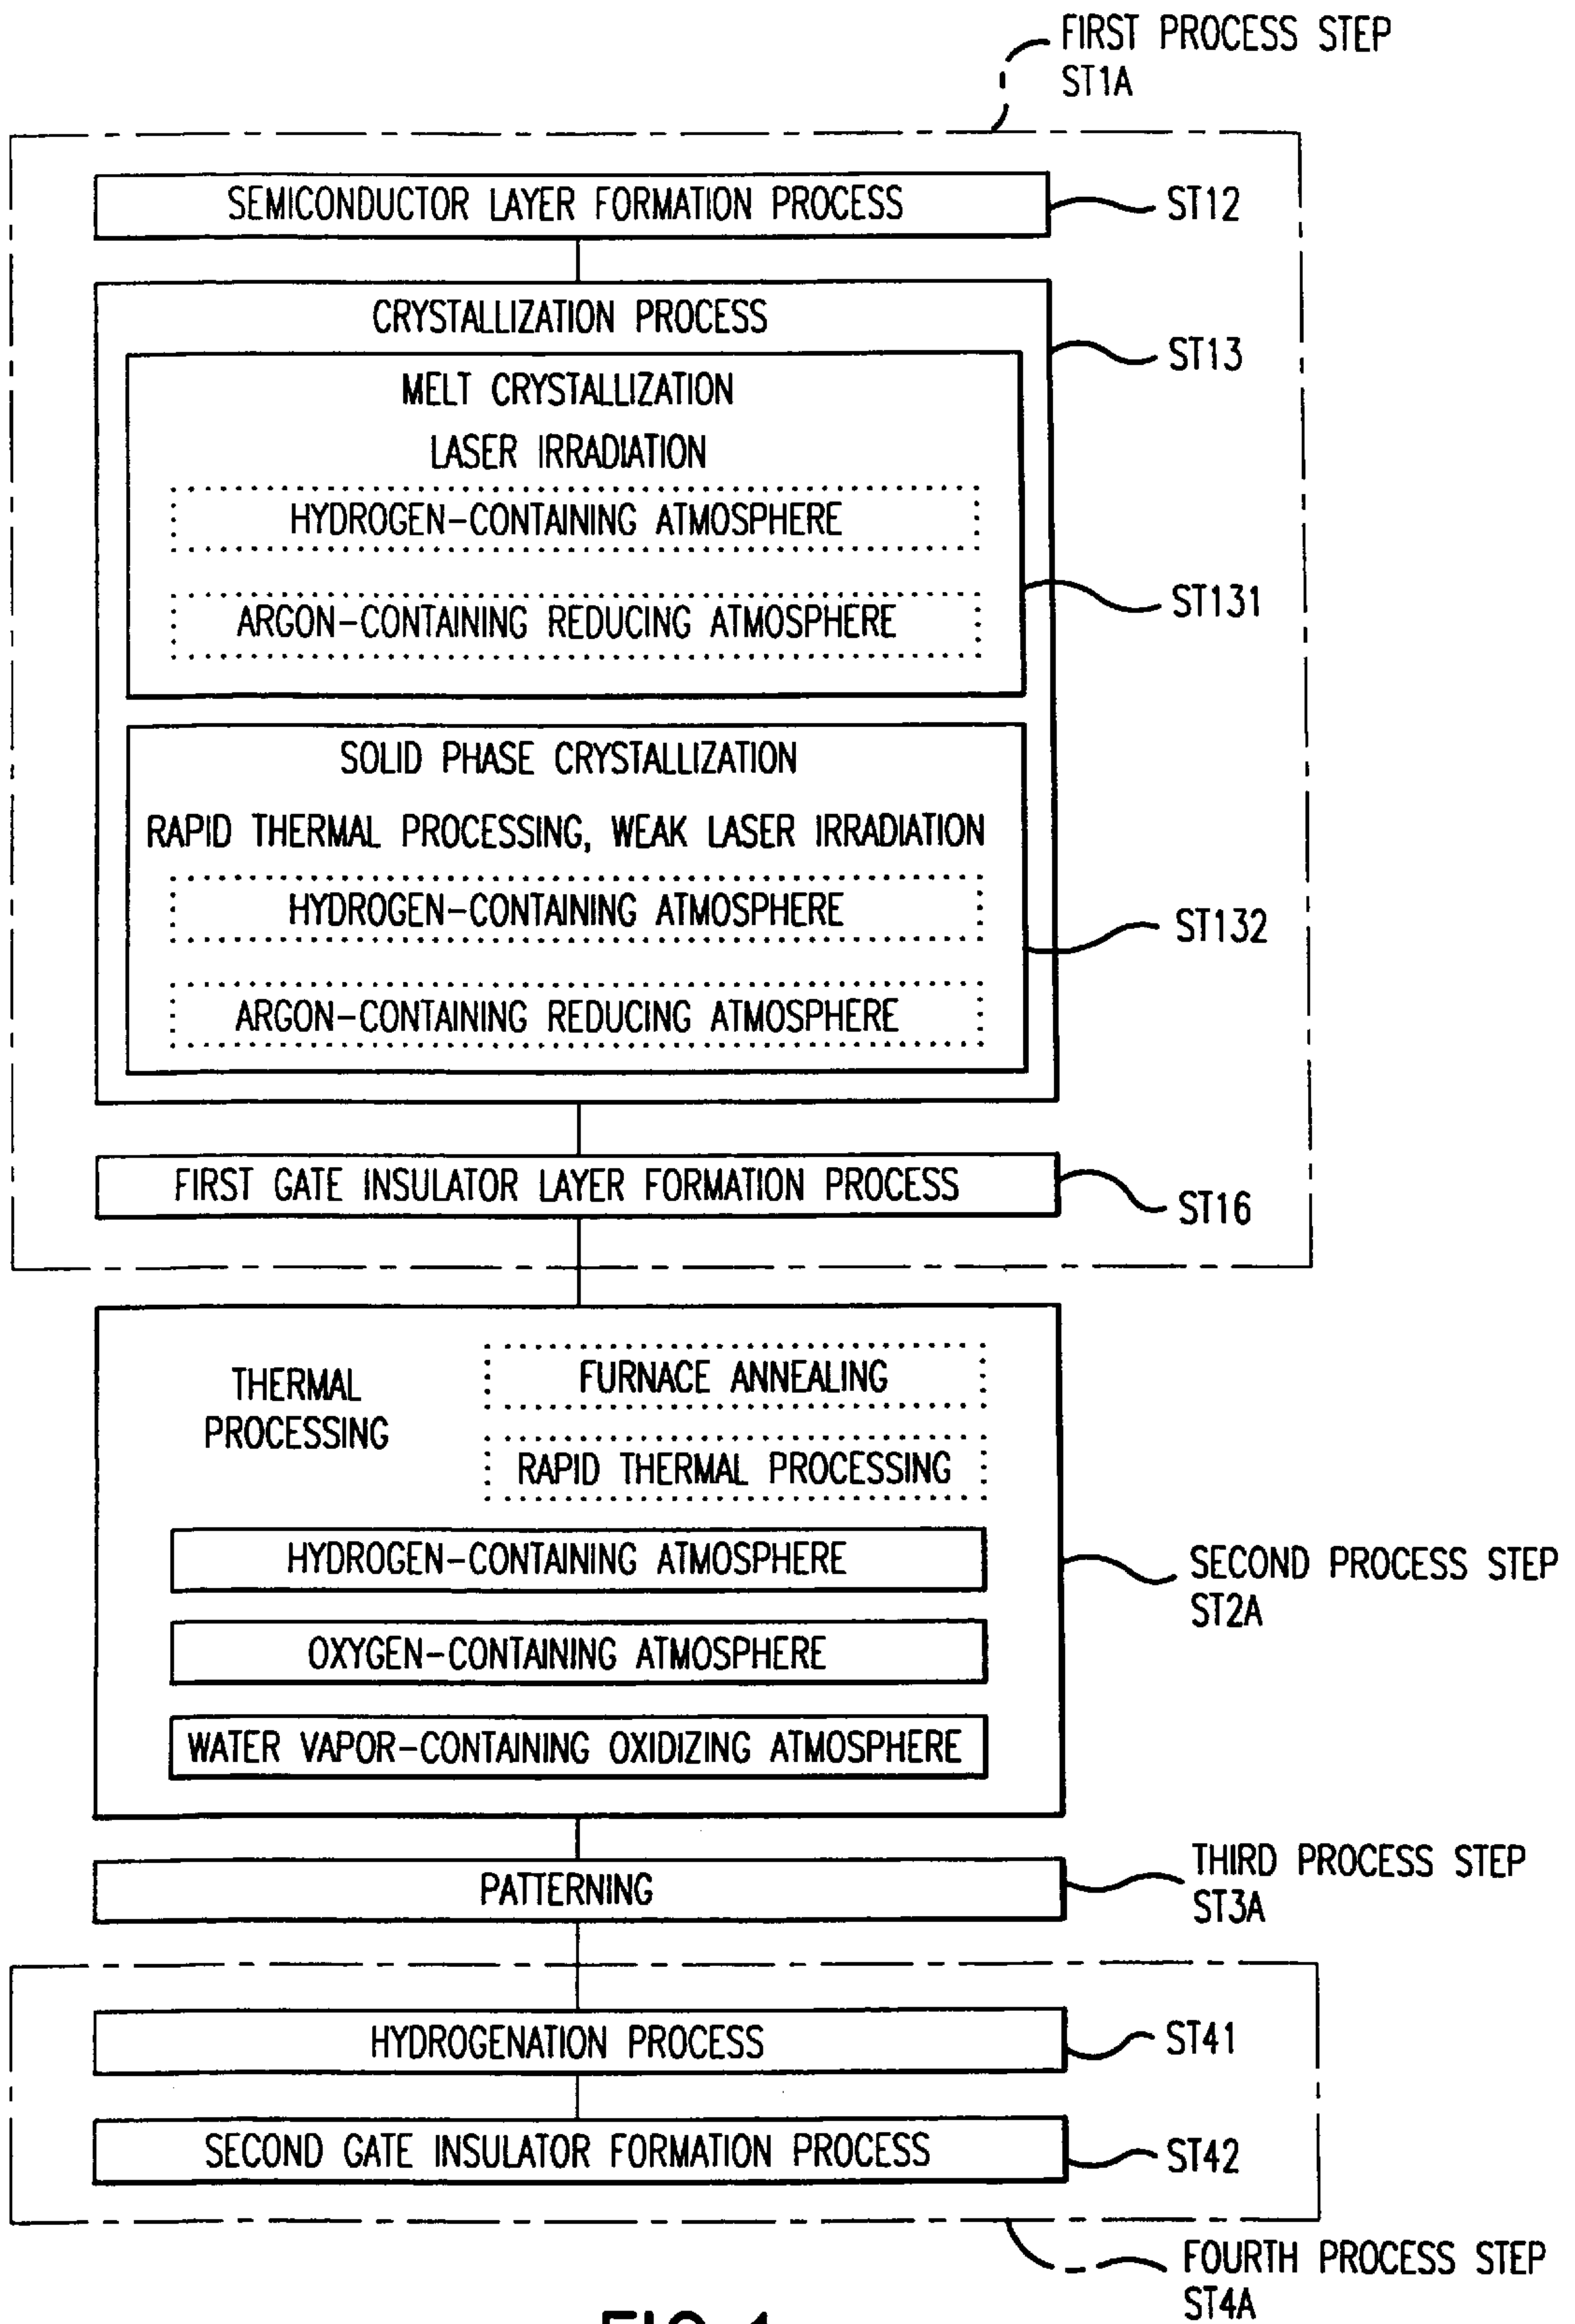 FIRST PROCESS STEP
ST1A
SEMICONDUCTOR LAYER FORMATION PROCESS
ST12
CRYSTALLIZATION PROCESS
ST13
MELT CRYSTALLIZATION
LASER IRRADIATION
HYDROGEN-CONTAINING ATMOSPHERE
ARGON-CONTAINING REDUCING ATMOSPHERE
ST131
SOLID PHASE CRYSTALLIZATION
RAPID THERMAL PROCESSING, WEAK LASER IRRADIATION
HYDROGEN-CONTAINING ATMOSPHERE
ST132
ARGON-CONTAINING REDUCING ATMOSPHERE
FIRST GATE INSULATOR LAYER FORMATION PROCESS
ST16
THERMAL
PROCESSING
FURNACE ANNEALING
RAPID THERMAL PROCESSING
HYDROGEN-CONTAINING ATMOSPHERE
OXYGEN-CONTAINING ATMOSPHERE
WATER VAPOR-CONTAINING OXIDIZING ATMOSPHERE
SECOND PROCESS STEP
ST2A
PATTERNING
THIRD PROCESS STEP
ST3A
HYDROGENATION PROCESS
ST41
SECOND GATE INSULATOR FORMATION PROCESS
ST42
FOURTH PROCESS STEP
ST4A
FIG. 1